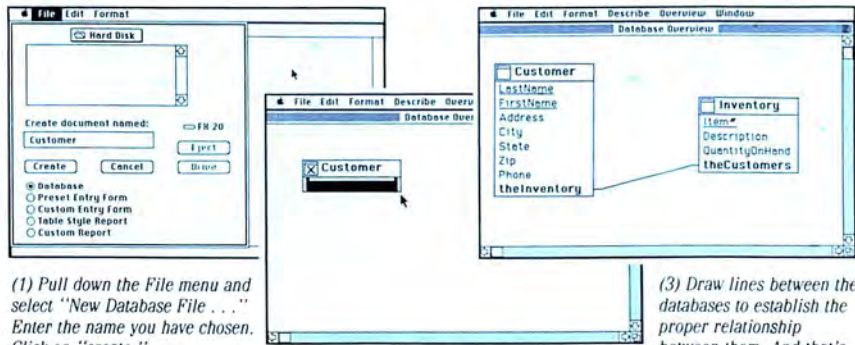 File Edit Format
Hard Disk
Create document named:
Customer
FH 20
Eject
Create Cancel Drive
Database
Preset Entry Form
Custom Entry Form
Table Style Report
Custom Report
(1) Pull down the File menu and
select "New Database File . . ."
Enter the name you have chosen.
File Edit Format Describe
Database
Customer
File Edit Format Describe Overview Window
Database Overview
Customer
LastName
FirstName
Address
City
State
Zip
Phone
theInventory
Inventory
Item#
Description
QuantityOnHand
theCustomers
(3) Draw lines between the
databases to establish the
proper relationship